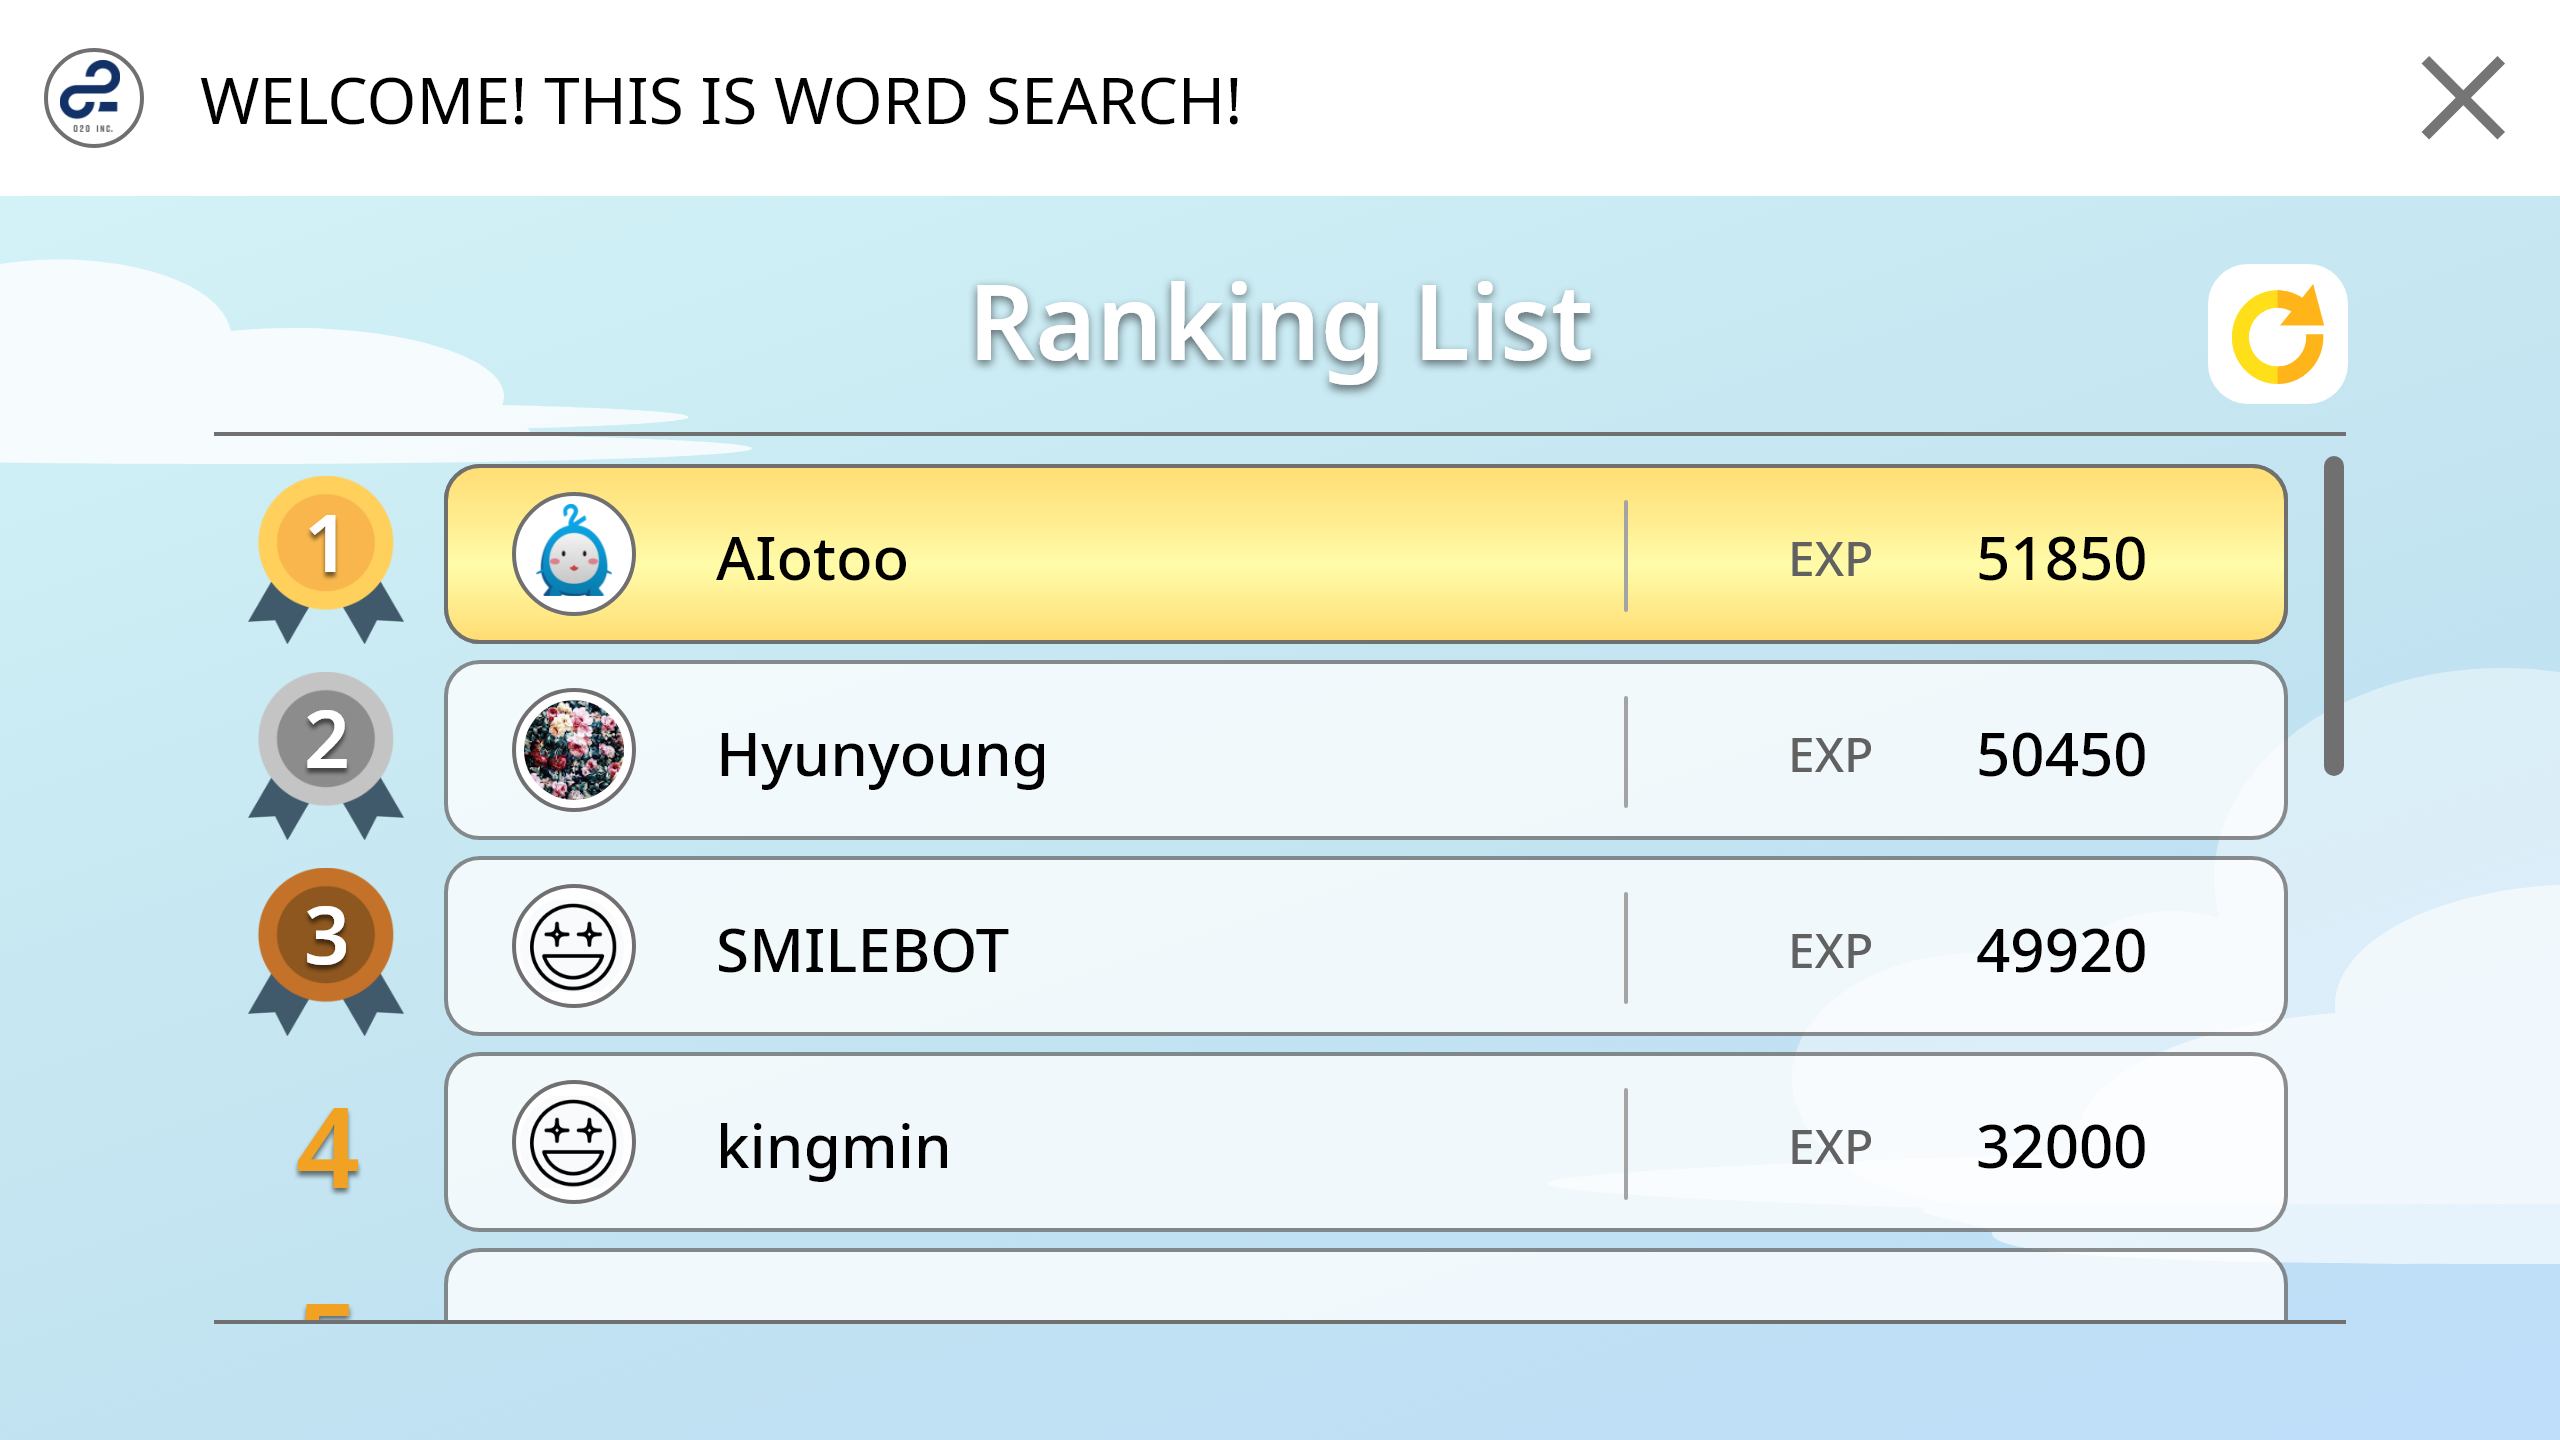 O2O INC.
WELCOME! THIS IS WORD SEARCH!
Ranking List
1 AIotoo EXP 51850
2 Hyunyoung EXP 50450
3 SMILEBOT EXP 49920
4 kingmin EXP 32000
5